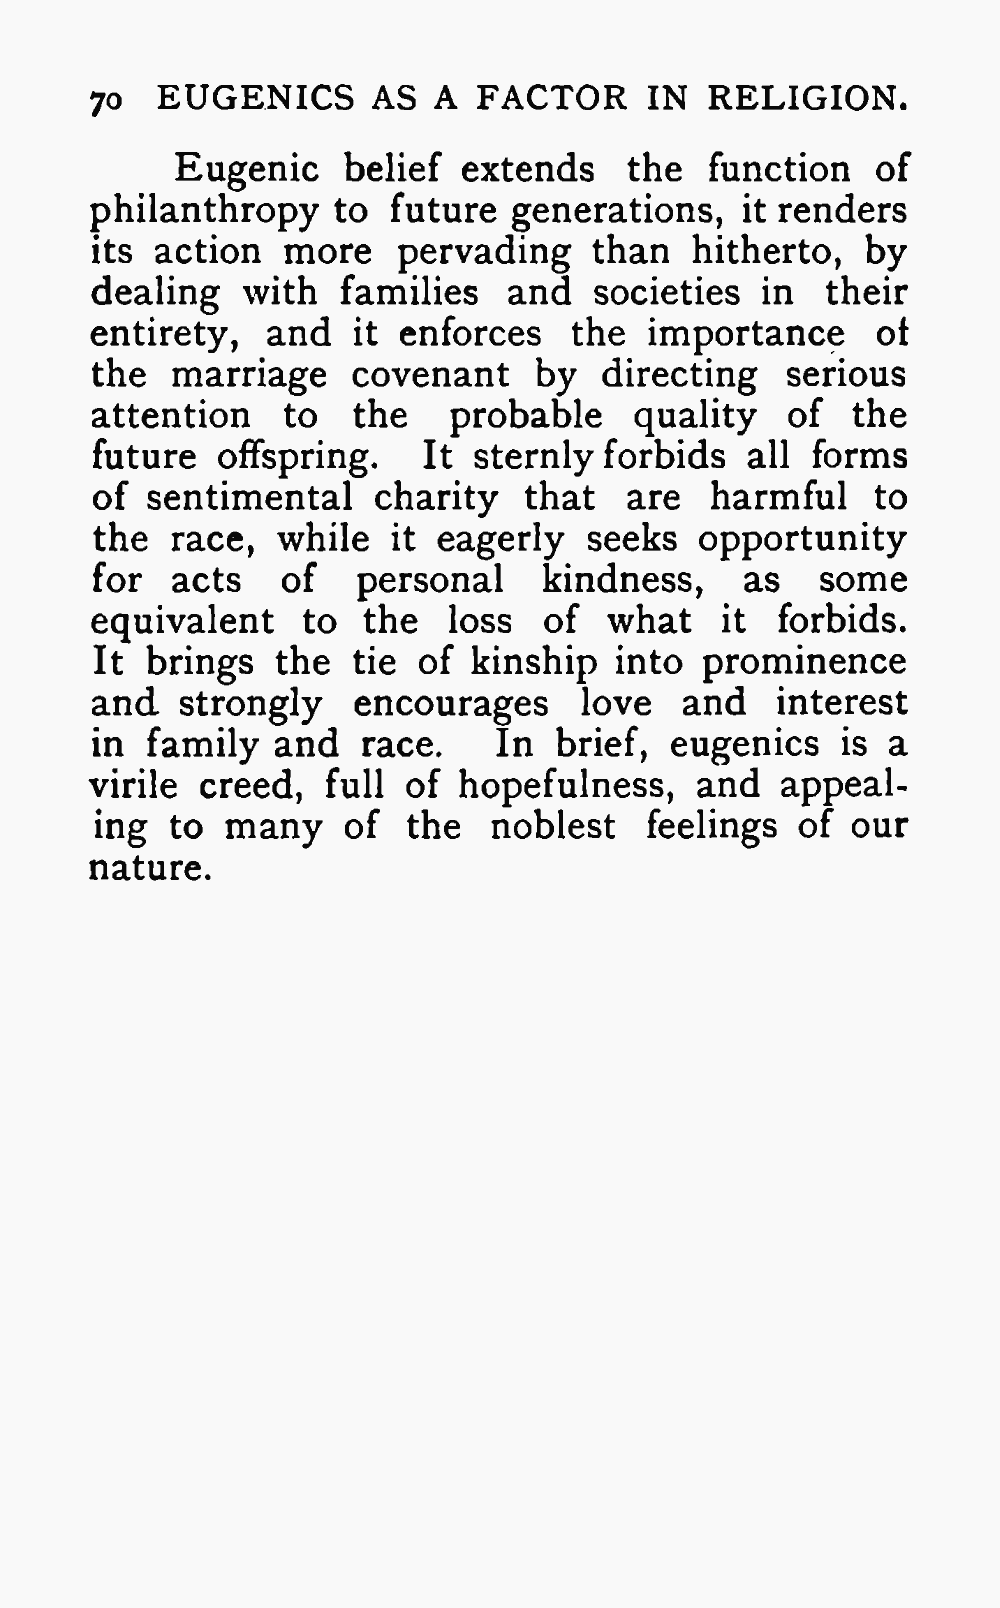 70 EUGENICS AS A FACTOR IN RELIGION.
Eugenic belief extends the function of
philanthropy to future generations, it renders
its action more pervading than hitherto, by
dealing with families and societies in their
entirety, and it enforces the importance of
the marriage covenant by directing serious
attention to the probable quality of the
future offspring. It sternly forbids all forms
of sentimental charity that are harmful to
the race, while it eagerly seeks opportunity
for acts of personal kindness, as some
equivalent to the loss of what it forbids.
It brings the tie of kinship into prominence
and strongly encourages love and interest
in family and race. In brief, eugenics is a
virile creed, full of hopefulness, and appeal-
ing to many of the noblest feelings of our
nature.